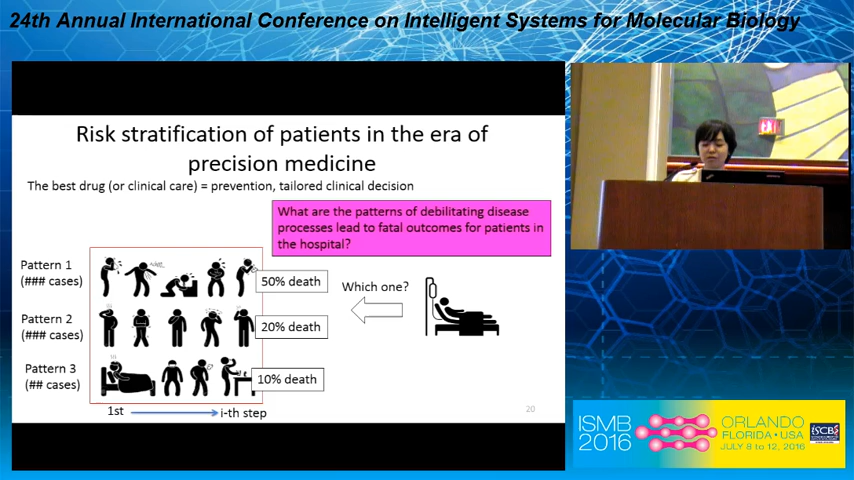 24th Annual International Conference on Intelligent Systems for Molecular Biology
Risk stratification of patients in the era of
precision medicine
The best drug (or clinical care) = prevention, tailored clinical decision
What are the patterns of debilitating disease
processes lead to fatal outcomes for patients in
the hospital?
Pattern 1
(### cases)
50% death
Which one?
Pattern 2
(### cases)
20% death
Pattern 3
(## cases)
10% death
1st
i-th step
20
EXIT
ISMB
2016
ORLANDO
FLORIDA • USA
JULY 8 to 12, 2016
ISCB